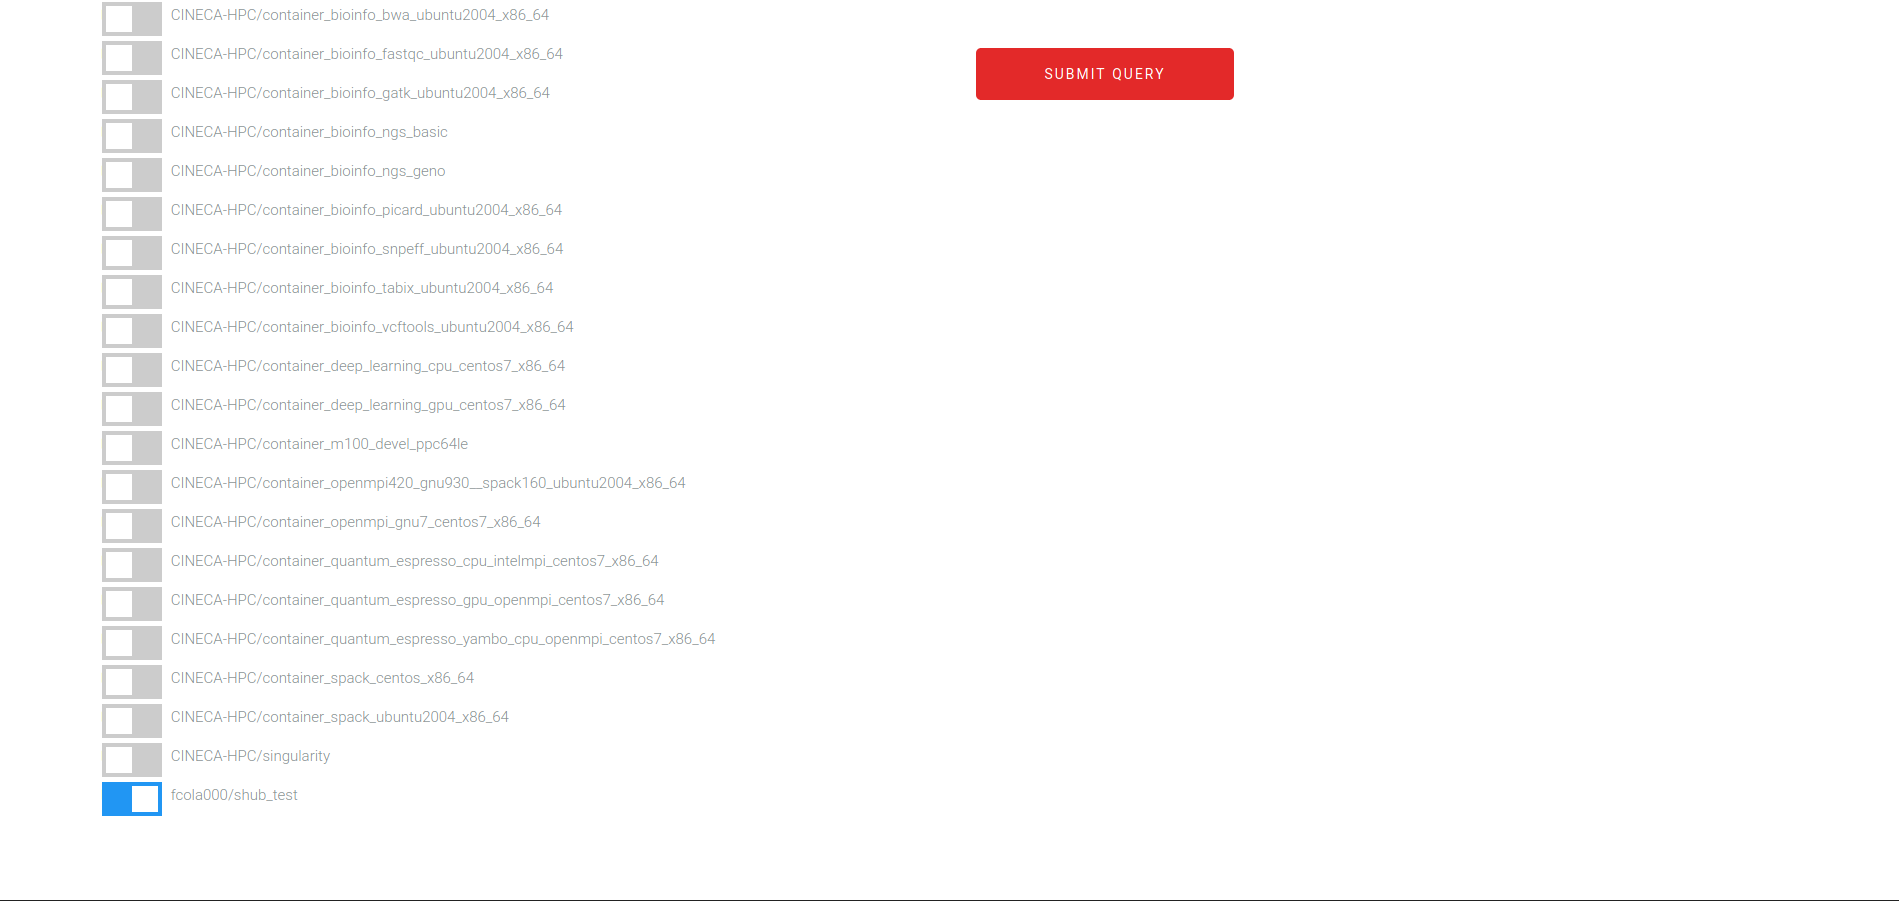 CINECA-HPC/container_bioinfo_bwa_ubuntu2004_x86_64
CINECA-HPC/container_bioinfo_fastqc_ubuntu2004_x86_64
SUBMIT QUERY
CINECA-HPC/container_bioinfo_gatk_ubuntu2004_x86_64
CINECA-HPC/container_bioinfo_ngs_basic
CINECA-HPC/container_bioinfo_ngs_geno
CINECA-HPC/container_bioinfo_picard_ubuntu2004_x86_64
CINECA-HPC/container_bioinfo_snpeff_ubuntu2004_x86_64
CINECA-HPC/container_bioinfo_tabix_ubuntu2004_x86_64
CINECA-HPC/container_bioinfo_vcftools_ubuntu2004_x86_64
CINECA-HPC/container_deep_learning_cpu_centos7_x86_64
CINECA-HPC/container_deep_learning_gpu_centos7_x86_64
CINECA-HPC/container_m100_devel_ppc64le
CINECA-HPC/container_openmpi420_gnu930__spack160_ubuntu2004_x86_64
CINECA-HPC/container_openmpi_gnu7_centos7_x86_64
CINECA-HPC/container_quantum_espresso_cpu_intelmpi_centos7_x86_64
CINECA-HPC/container_quantum_espresso_gpu_openmpi_centos7_x86_64
CINECA-HPC/container_quantum_espresso_yambo_cpu_openmpi_centos7_x86_64
CINECA-HPC/container_spack_centos_x86_64
CINECA-HPC/container_spack_ubuntu2004_x86_64
CINECA-HPC/singularity
fcola000/shub_test